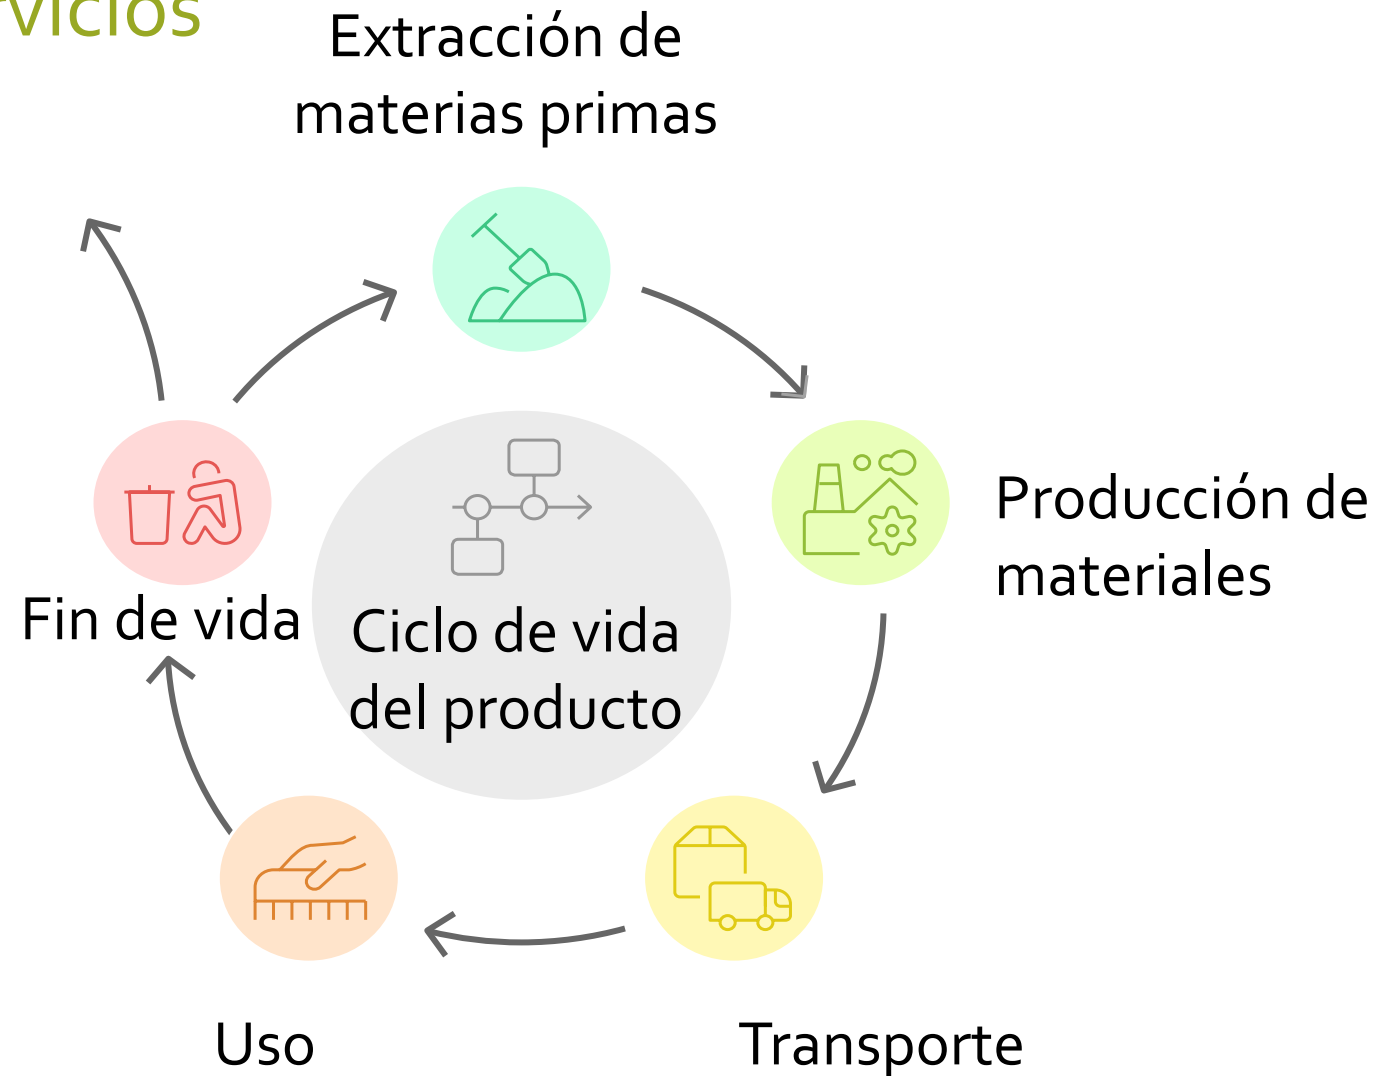 Extracción de
materias primas
Producción de
materiales
Fin de vida
Ciclo de vida
del producto
Uso
Transporte